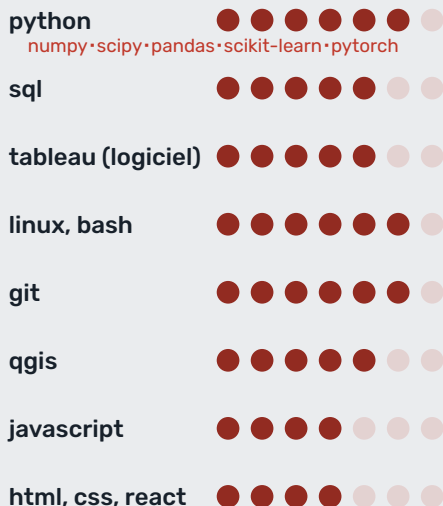 python
numpy·scipy·pandas·scikit-learn·pytorch
sql
tableau (logiciel)
linux, bash
git
qgis
javascript
html, css, react